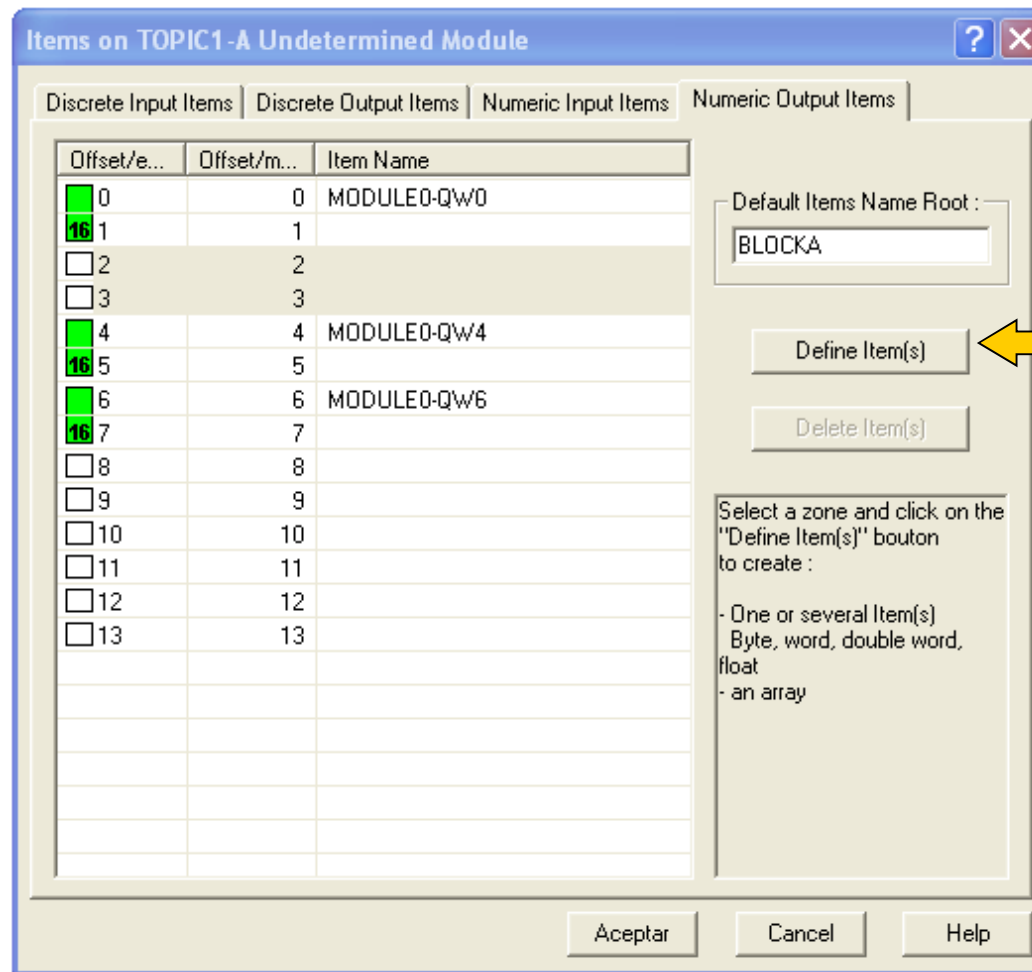 Items on TOPIC1-A Undetermined Module
Discrete Input Items
Discrete Output Items
Numeric Input Items
Numeric Output Items
Offset/e... Offset/m... Item Name
0 0 MODULE0-QW0
16 1 1
2 2
3 3
4 4 MODULE0-QW4
16 5 5
6 6 MODULE0-QW6
16 7 7
8 8
9 9
10 10
11 11
12 12
13 13
Default Items Name Root :
BLOCKA
Define Item(s)
Delete Item(s)
Select a zone and click on the
"Define Item(s)" bouton
to create :
- One or several Item(s)
Byte, word, double word,
float
- an array
Aceptar
Cancel
Help